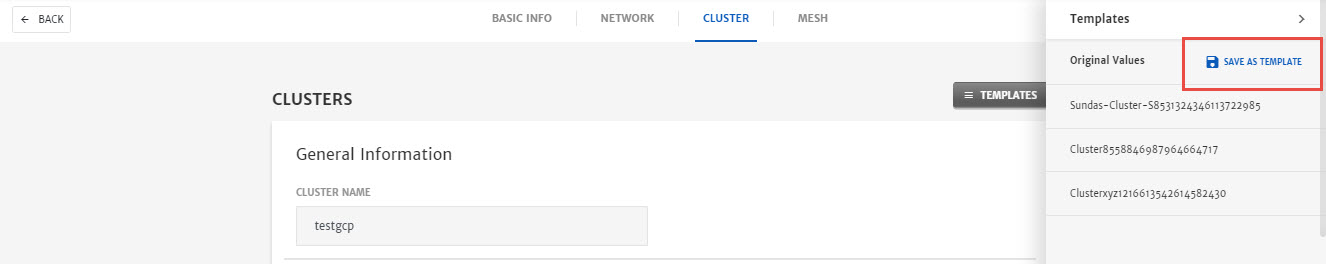 BACK
BASIC INFO
NETWORK
CLUSTER
MESH
CLUSTERS
TEMPLATES
General Information
CLUSTER NAME
testgcp
Templates
Original Values
SAVE AS TEMPLATE
Sundas-Cluster-S8531324346113722985
Cluster8558846987964664717
Clusterxyz1216613542614582430